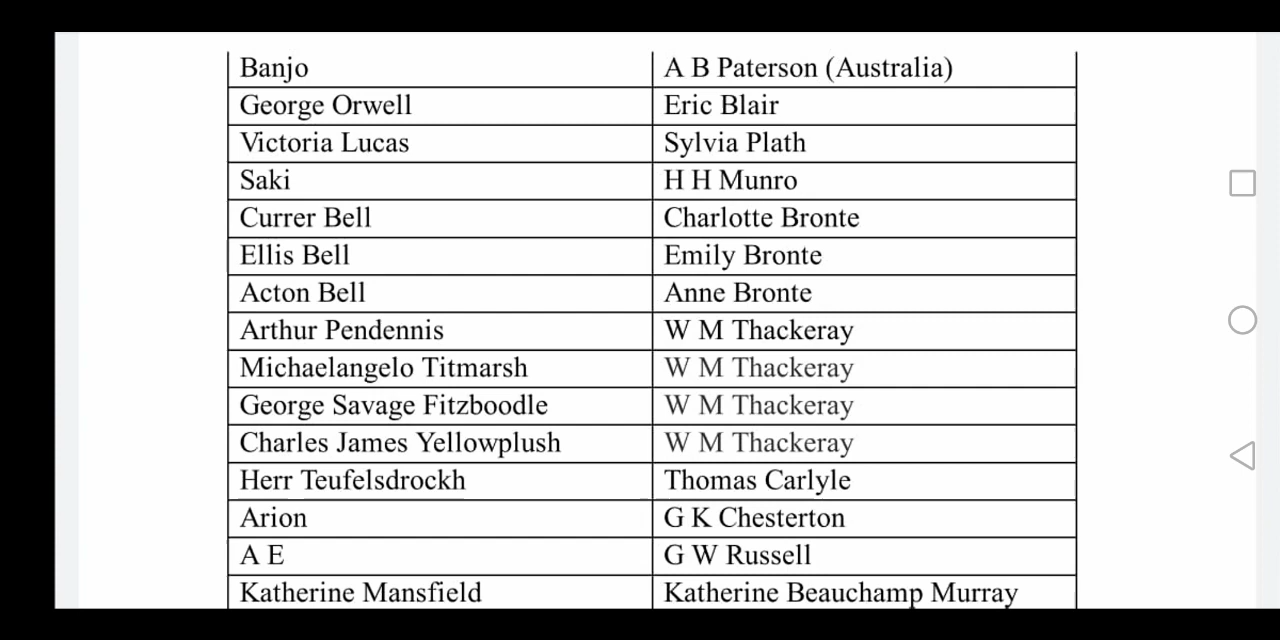 Banjo A B Paterson (Australia)
George Orwell Eric Blair
Victoria Lucas Sylvia Plath
Saki H H Munro
Currer Bell Charlotte Bronte
Ellis Bell Emily Bronte
Acton Bell Anne Bronte
Arthur Pendennis W M Thackeray
Michaelangelo Titmarsh W M Thackeray
George Savage Fitzboodle W M Thackeray
Charles James Yellowplush W M Thackeray
Herr Teufelsdrockh Thomas Carlyle
Arion G K Chesterton
A E G W Russell
Katherine Mansfield Katherine Beauchamp Murray